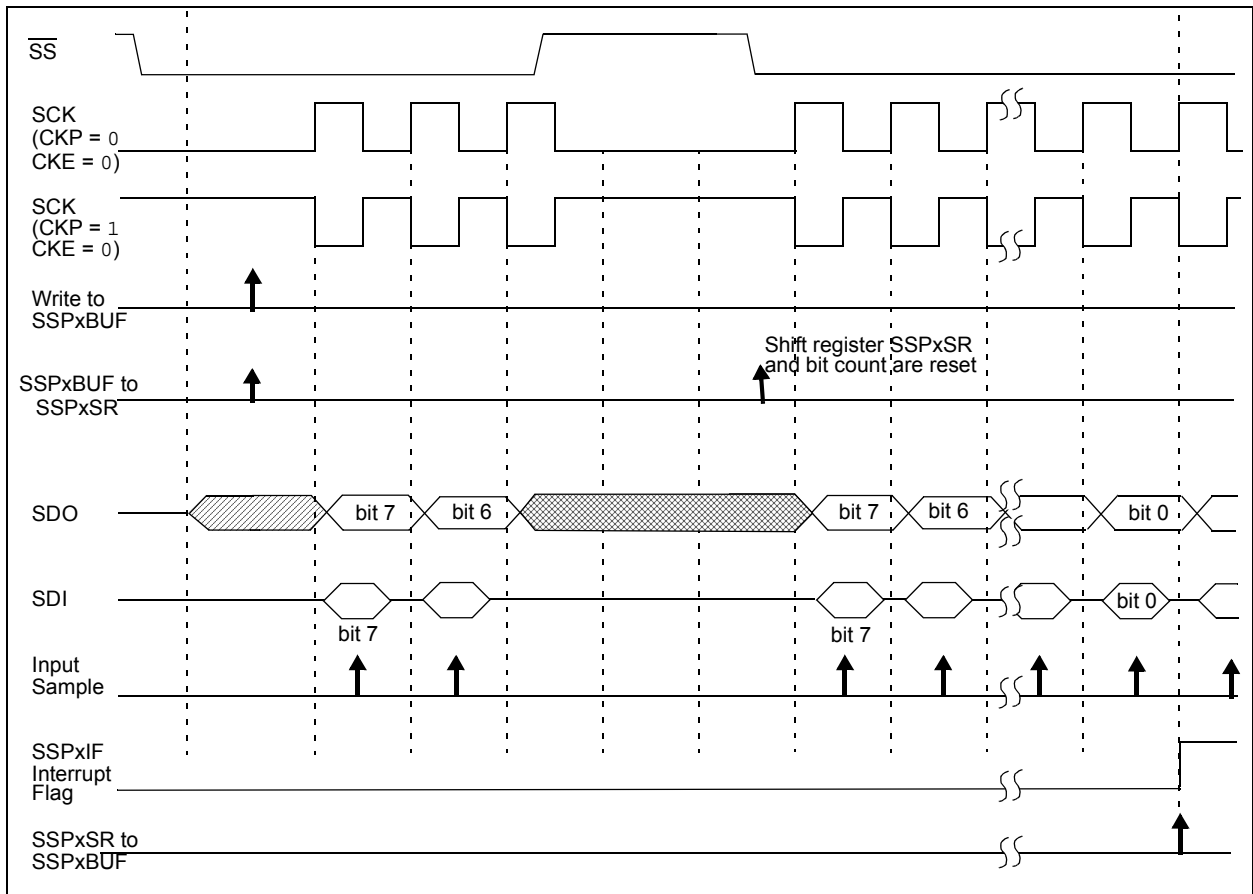 SS
SCK
(CKP = 0
CKE = 0)
SCK
(CKP = 1
CKE = 0)
Write to
SSPxBUF
Shift register SSPxSR
and bit count are reset
SSPxBUF to
SSPxSR
SDO
bit 7
bit 6
bit 7
bit 6
bit 0
SDI
bit 0
bit 7
bit 7
Input
Sample
SSPxIF
Interrupt
Flag
SSPxSR to
SSPxBUF